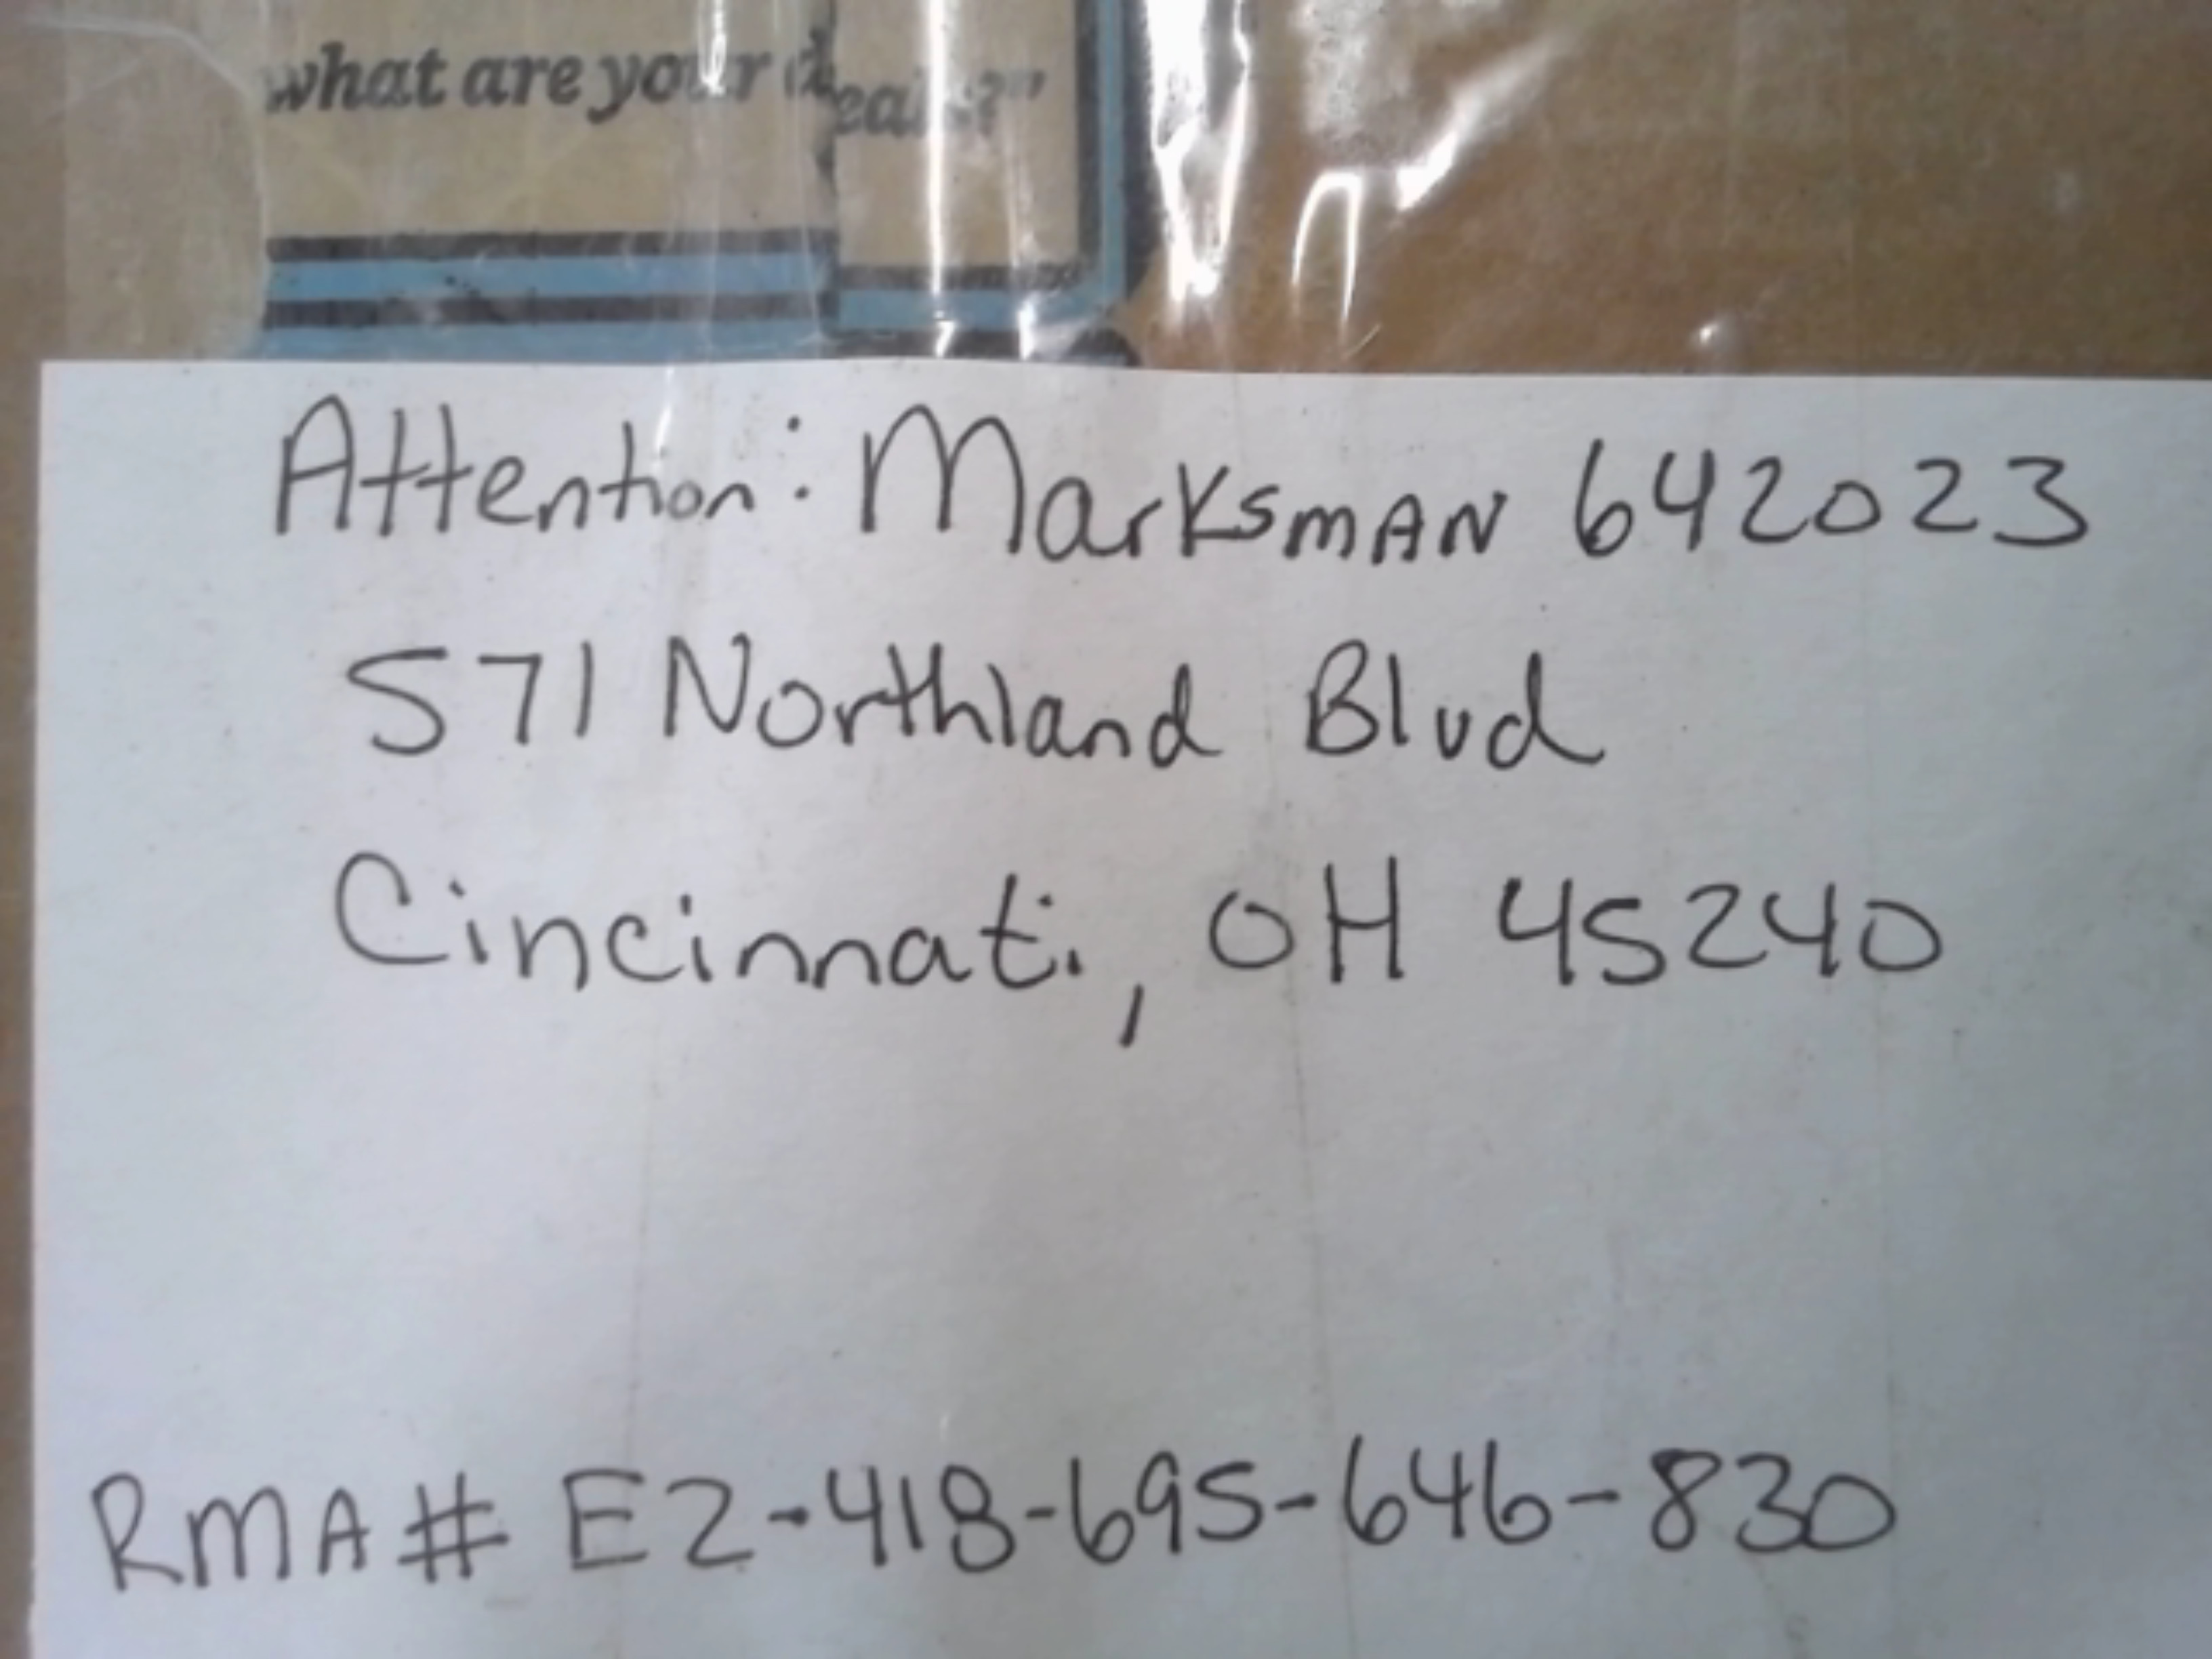 what are your
Attention: Marksman 642023
571 Northland Blvd
Cincinnati, OH 45240
RMA# E2-418-695-646-830